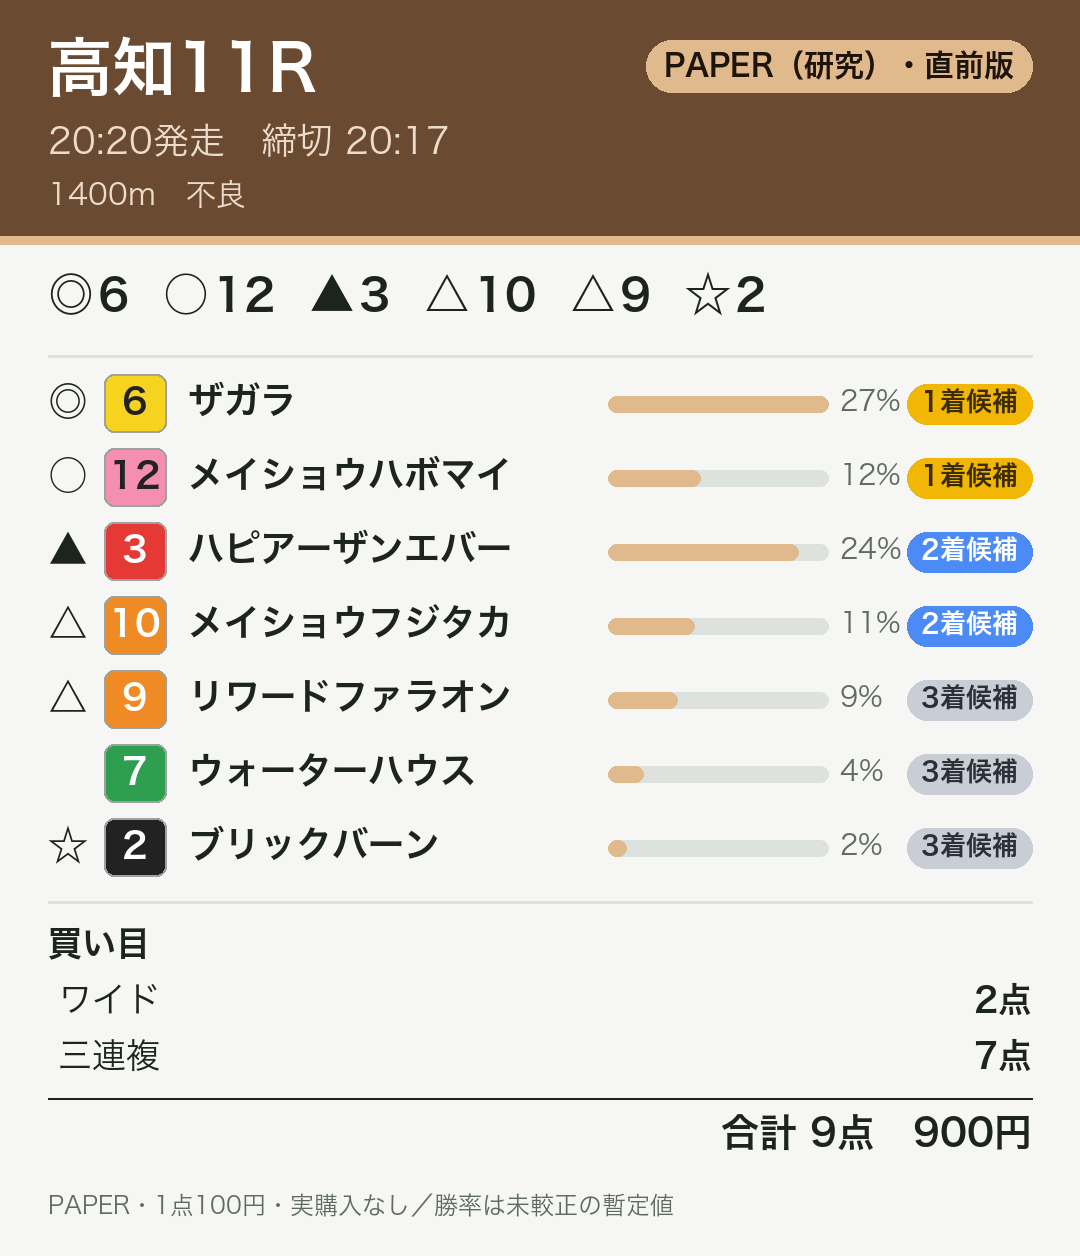 高知11R
PAPER（研究）・直前版
20:20発走　締切 20:17
1400m　不良
◎6 ○12 ▲3 △10 △9 ☆2
◎ 6 ザガラ 27% 1着候補
○ 12 メイショウハボマイ 12% 1着候補
▲ 3 ハピアーザンエバー 24% 2着候補
△ 10 メイショウフジタカ 11% 2着候補
△ 9 リワードファラオン 9% 3着候補
7 ウォーターハウス 4% 3着候補
☆ 2 ブリックバーン 2% 3着候補
買い目
ワイド 2点
三連複 7点
合計 9点　900円
PAPER・1点100円・実購入なし／勝率は未較正の暫定値